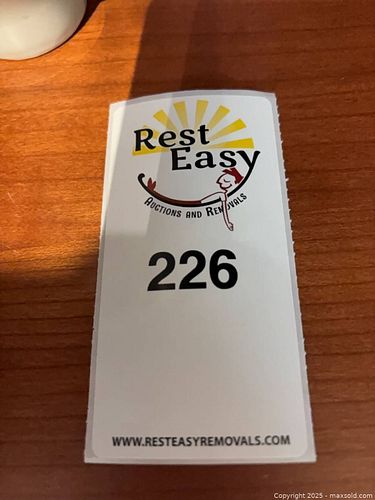 Rest
Easy
Auctions and Removals
226
WWW.RESTEASYREMOVALS.COM
Copyright 2025 - maxsold.com